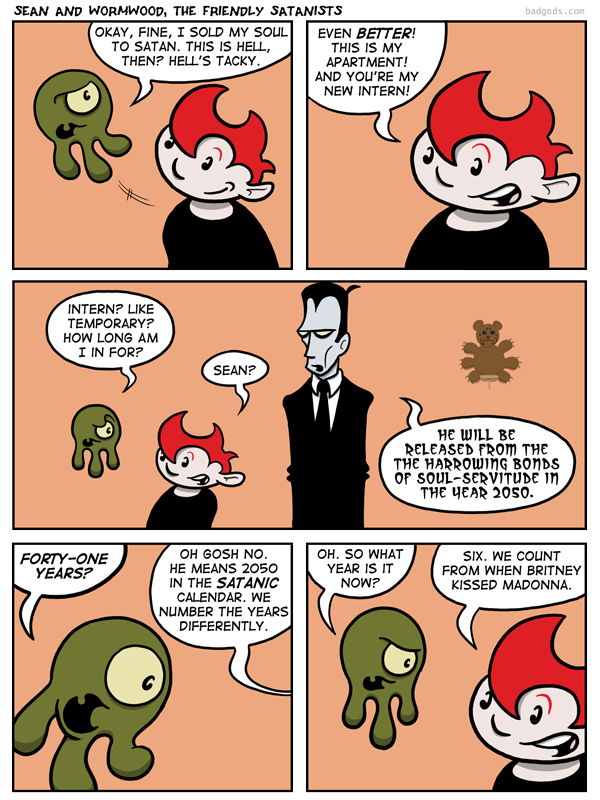 SEAN AND WORMWOOD, THE FRIENDLY SATANISTS
badgods.com
OKAY, FINE, I SOLD MY SOUL
TO SATAN. THIS IS HELL,
THEN? HELL'S TACKY.
EVEN BETTER!
THIS IS MY
APARTMENT!
AND YOU'RE MY
NEW INTERN!
INTERN? LIKE
TEMPORARY?
HOW LONG AM
I IN FOR?
SEAN?
HE WILL BE
RELEASED FROM THE
THE HARROWING BONDS
OF SOUL-SERVITUDE IN
THE YEAR 2050.
FORTY-ONE
YEARS?
OH GOSH NO.
HE MEANS 2050
IN THE SATANIC
CALENDAR. WE
NUMBER THE YEARS
DIFFERENTLY.
OH. SO WHAT
YEAR IS IT
NOW?
SIX. WE COUNT
FROM WHEN BRITNEY
KISSED MADONNA.